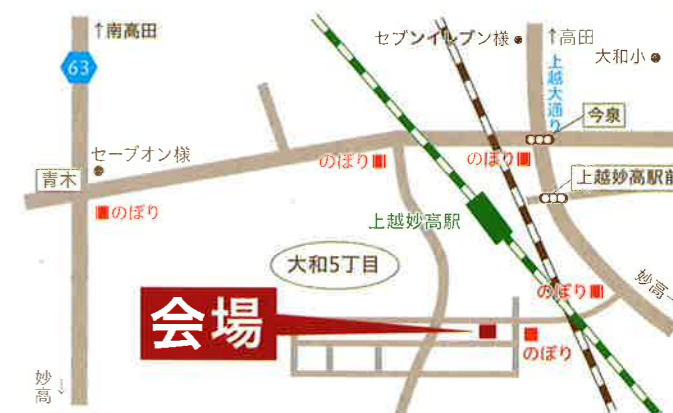 ↑南高田
セブンイレブン様
↑高田
大和小
63
上越大通り
今泉
セーブオン様
のぼり
のぼり
青木
上越妙高駅前
のぼり
上越妙高駅
大和5丁目
妙高
のぼり
会場
のぼり
妙高
↓